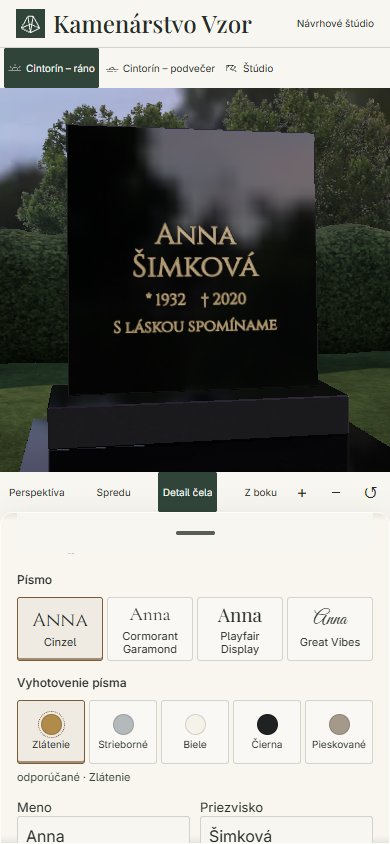 Kamenárstvo Vzor
Návrhové štúdio
Cintorín – ráno
Cintorín – podvečer
Štúdio
ANNA
ŠIMKOVÁ
* 1932 † 2020
S LÁSKOU SPOMÍNAME
Perspektíva
Spredu
Detail čela
Z boku
+
−
Písmo
ANNA
Cinzel
Anna
Cormorant
Garamond
Anna
Playfair
Display
Anna
Great Vibes
Vyhotovenie písma
Zlátenie
Strieborné
Biele
Čierna
Pieskované
odporúčané · Zlátenie
Meno
Priezvisko
Anna
Šimková